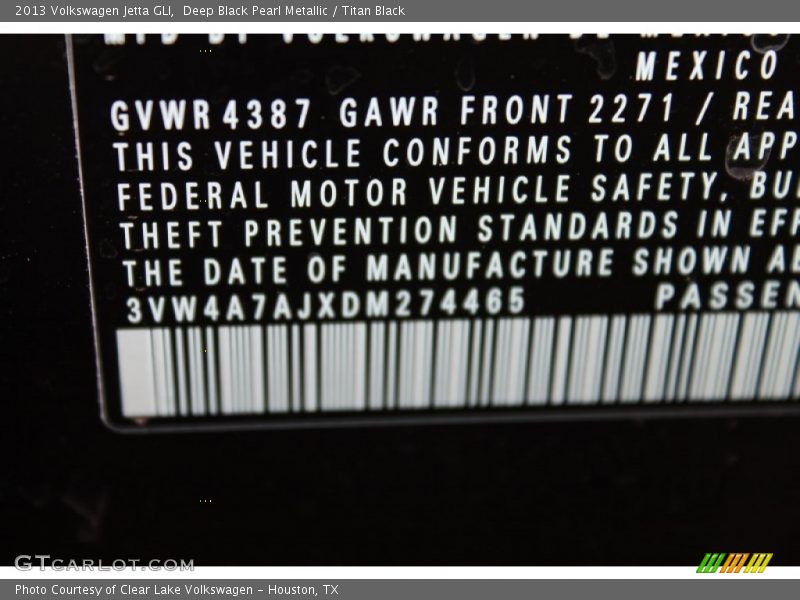 2013 Volkswagen Jetta GLI, Deep Black Pearl Metallic / Titan Black
MEXICO
GVWR 4387 GAWR FRONT 2271 / REA
THIS VEHICLE CONFORMS TO ALL APP
FEDERAL MOTOR VEHICLE SAFETY, BU
THEFT PREVENTION STANDARDS IN EFF
THE DATE OF MANUFACTURE SHOWN A
3VW4A7AJXDM274465 PASSEN
GTCARLOT.COM
Photo Courtesy of Clear Lake Volkswagen – Houston, TX